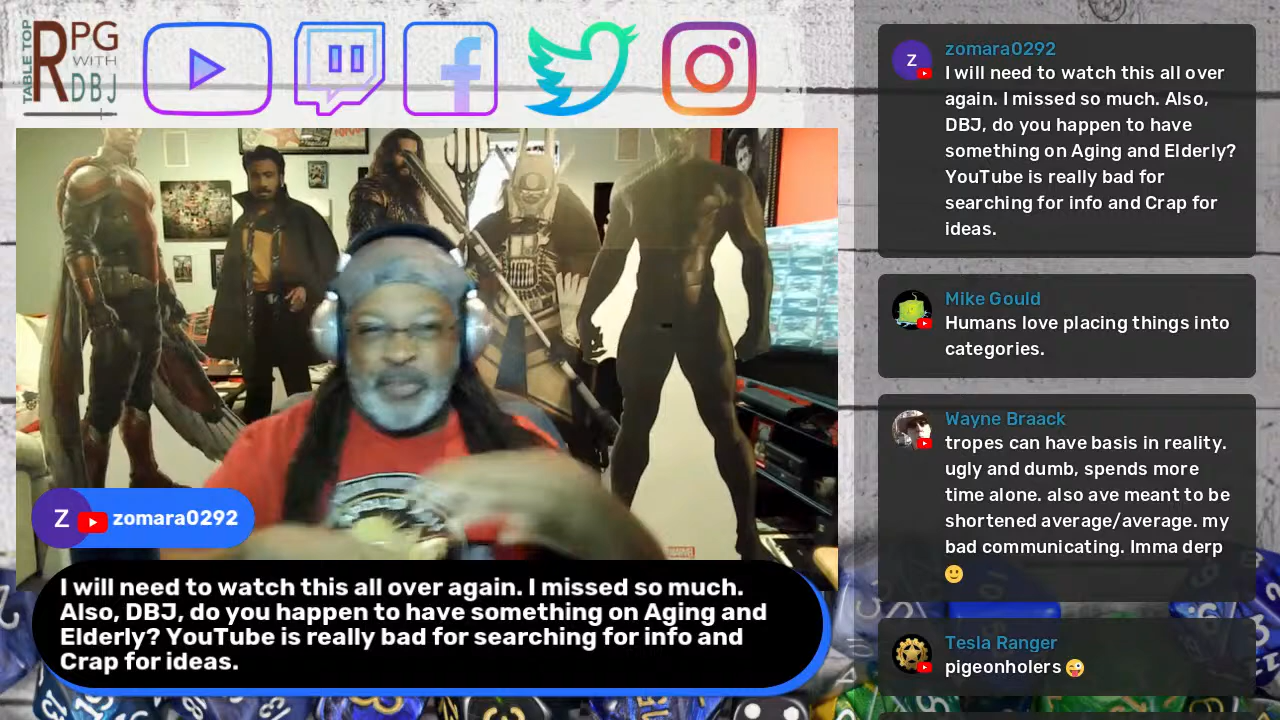 TABLE TOP
RPG
WITH
DBJ
zomara0292
I will need to watch this all over
again. I missed so much. Also,
DBJ, do you happen to have
something on Aging and Elderly?
YouTube is really bad for
searching for info and Crap for
ideas.
Mike Gould
Humans love placing things into
categories.
Wayne Braack
tropes can have basis in reality.
ugly and dumb, spends more
time alone. also ave meant to be
shortened average/average. my
bad communicating. Imma derp
🙂
Tesla Ranger
pigeonholers 😜
Z
Z zomara0292
I will need to watch this all over again. I missed so much.
Also, DBJ, do you happen to have something on Aging and
Elderly? YouTube is really bad for searching for info and
Crap for ideas.
MARVEL